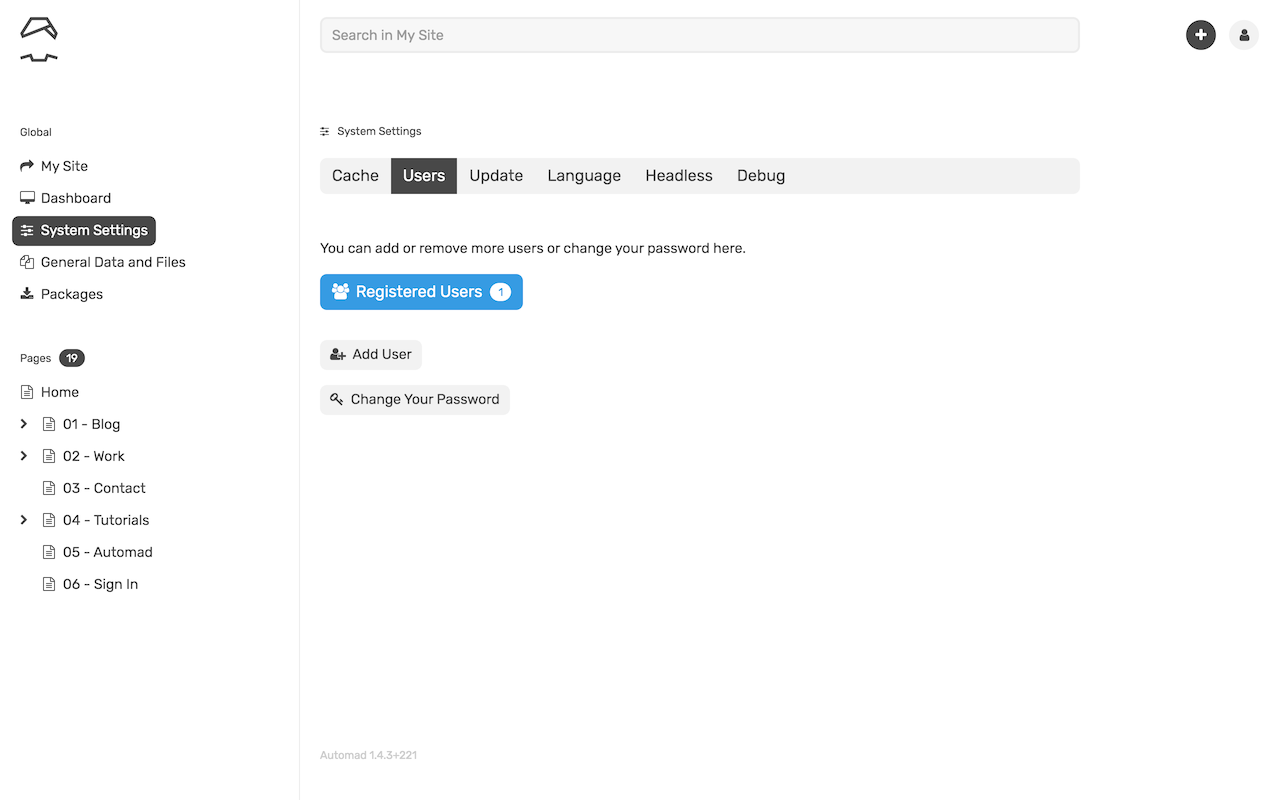 Search in My Site
Global
My Site
Dashboard
System Settings
General Data and Files
Packages
Pages 19
Home
01 - Blog
02 - Work
03 - Contact
04 - Tutorials
05 - Automad
06 - Sign In
System Settings
Cache Users Update Language Headless Debug
You can add or remove more users or change your password here.
Registered Users 1
Add User
Change Your Password
Automad 1.4.3+221